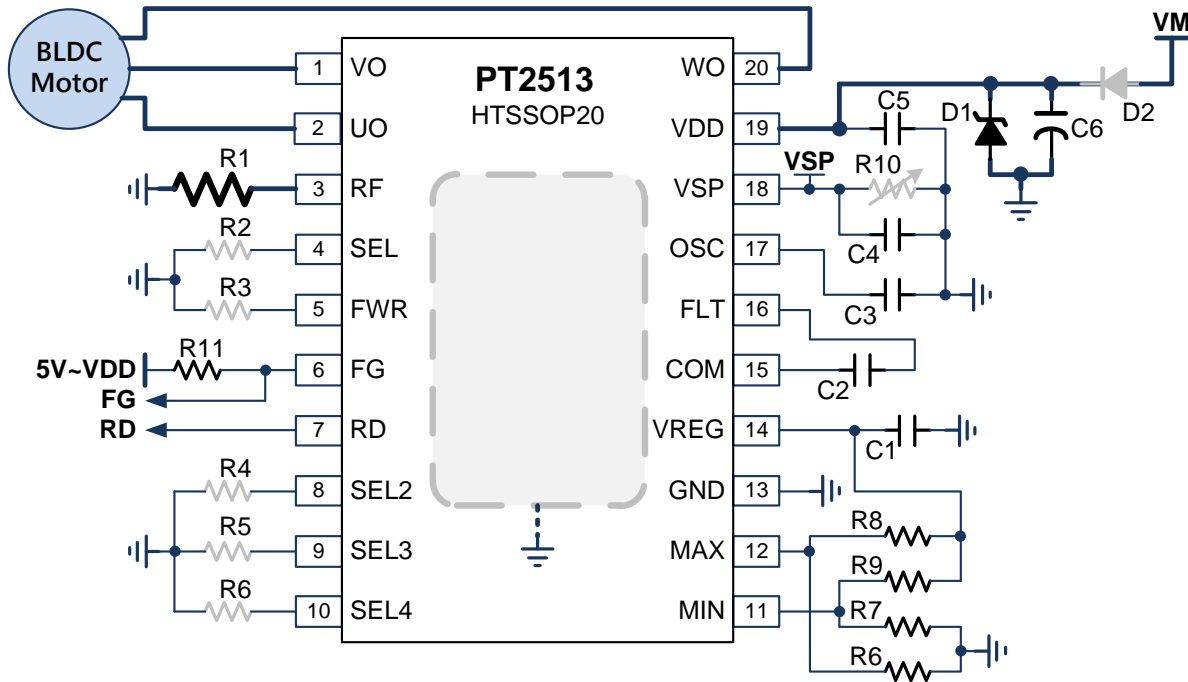 BLDC
Motor
PT2513
HTSSOP20
1 VO
2 UO
R1
3 RF
R2
4 SEL
R3
5 FWR
5V~VDD
R11
6 FG
FG
RD
7 RD
R4
8 SEL2
R5
9 SEL3
R6
10 SEL4
WO 20
VDD 19
VSP 18
OSC 17
FLT 16
COM 15
VREG 14
GND 13
MAX 12
MIN 11
VM
D2
D1
C6
C5
VSP
R10
C4
C3
C2
C1
R8
R9
R7
R6